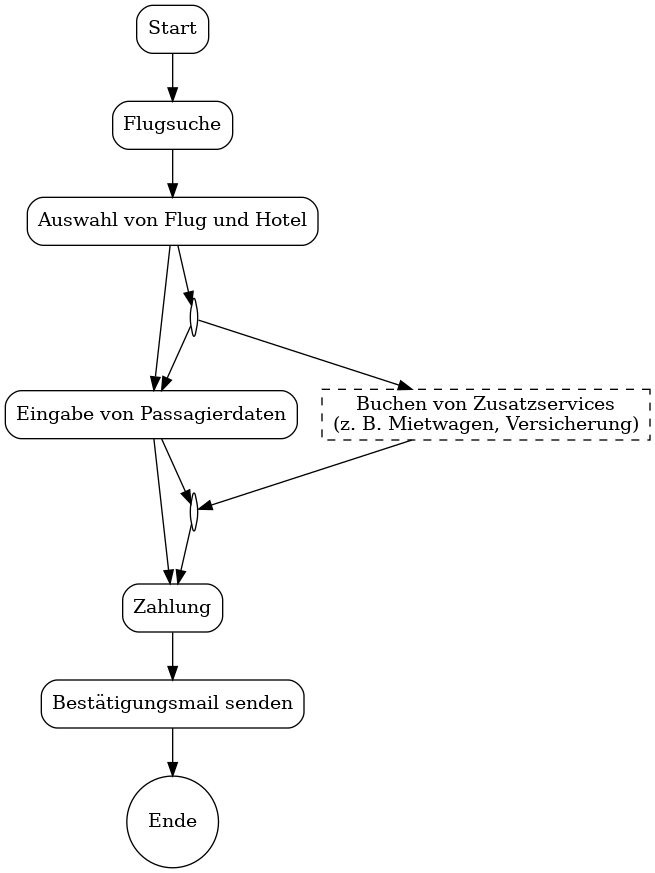 Start
Flugsuche
Auswahl von Flug und Hotel
Eingabe von Passagierdaten
Buchen von Zusatzservices
(z. B. Mietwagen, Versicherung)
Zahlung
Bestätigungsmail senden
Ende